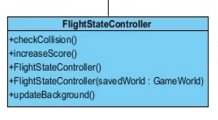 FlightStateController
+checkCollision()
+increaseScore()
+FlightStateController()
+FlightStateController(savedWorld : GameWorld)
+updateBackground()